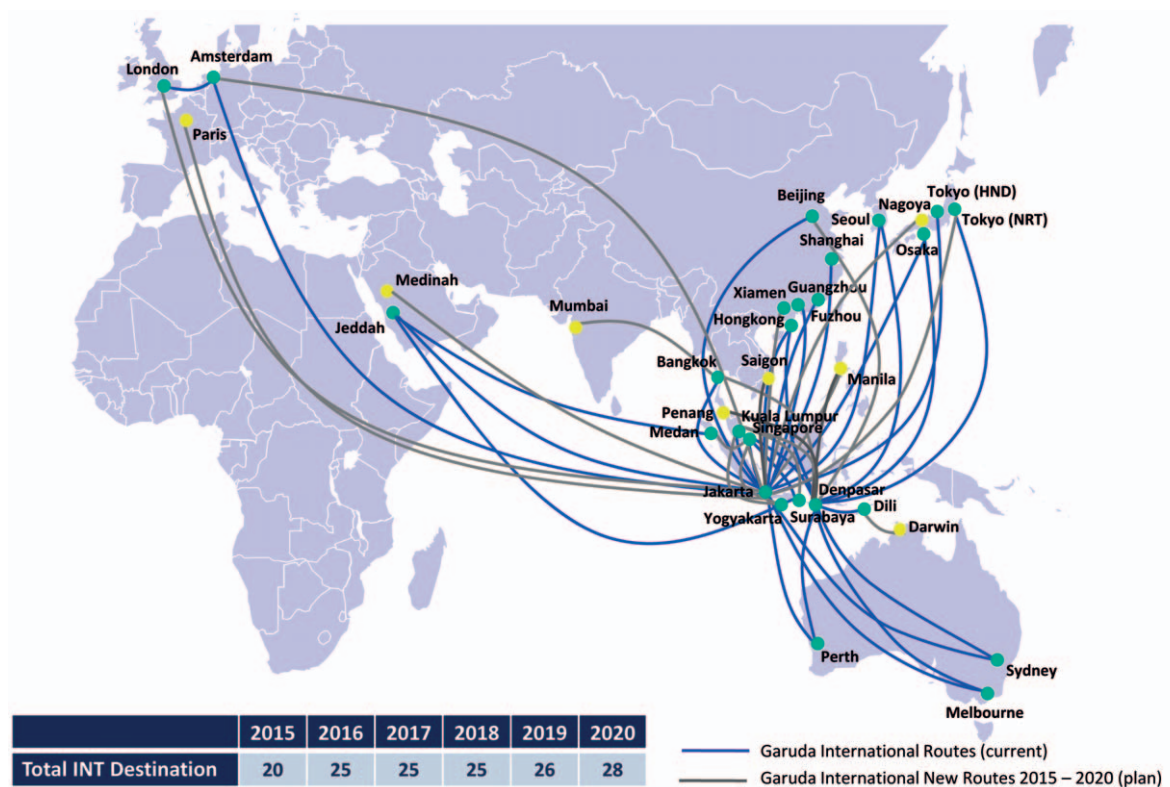 Amsterdam
London
Paris
Beijing
Nagoya
Tokyo (HND)
Seoul
Tokyo (NRT)
Osaka
Shanghai
Medinah
Guangzhou
Xiamen
Mumbai
Fuzhou
Hongkong
Jeddah
Bangkok
Saigon
Manila
Penang
Kuala Lumpur
Singapore
Medan
Jakarta
Denpasar
Dili
Yogyakarta
Surabaya
Darwin
Perth
Sydney
Melbourne
2015 2016 2017 2018 2019 2020
Total INT Destination 20 25 25 25 26 28
Garuda International Routes (current)
Garuda International New Routes 2015 – 2020 (plan)